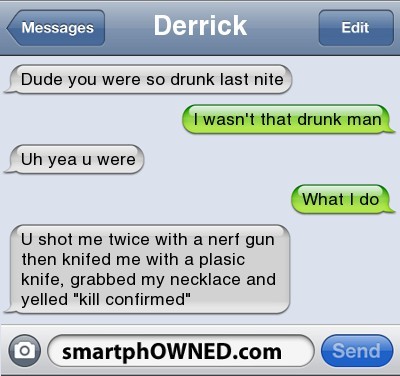 Messages
Derrick
Edit
Dude you were so drunk last nite
I wasn't that drunk man
Uh yea u were
What I do
U shot me twice with a nerf gun
then knifed me with a plasic
knife, grabbed my necklace and
yelled "kill confirmed"
smartphOWNED.com
Send